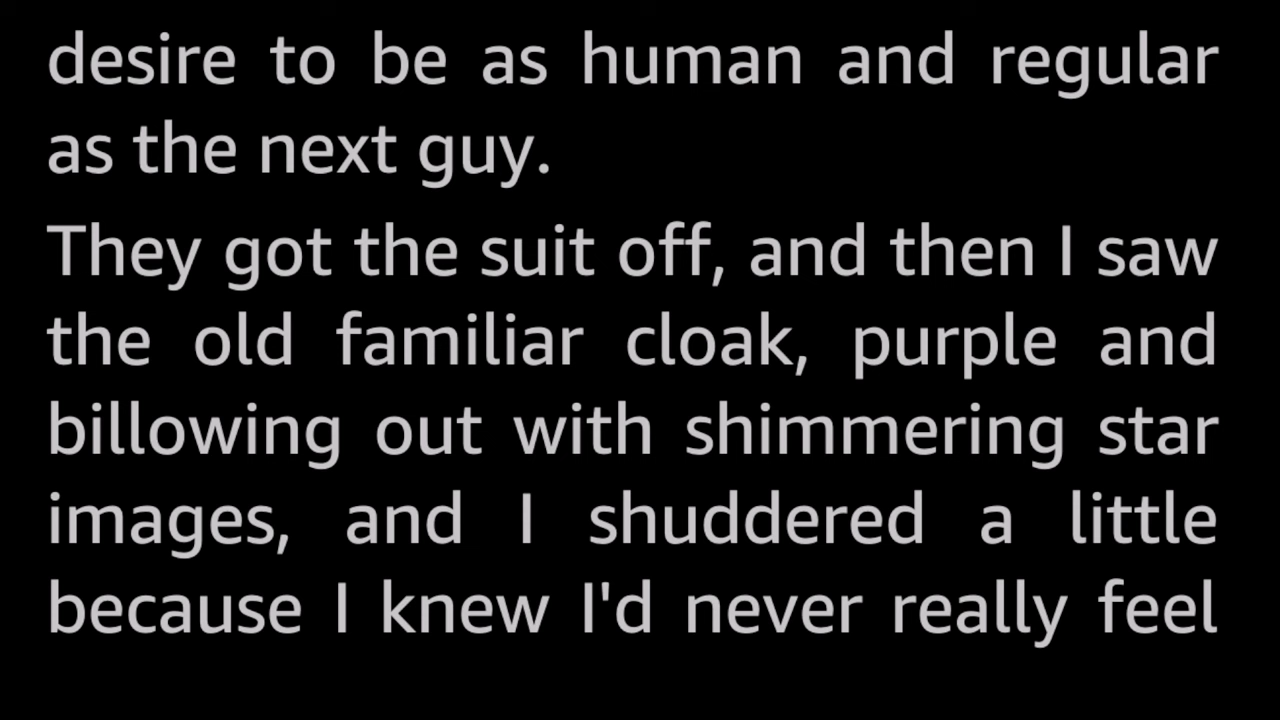 desire to be as human and regular
as the next guy.
They got the suit off, and then I saw
the old familiar cloak, purple and
billowing out with shimmering star
images, and I shuddered a little
because I knew I'd never really feel